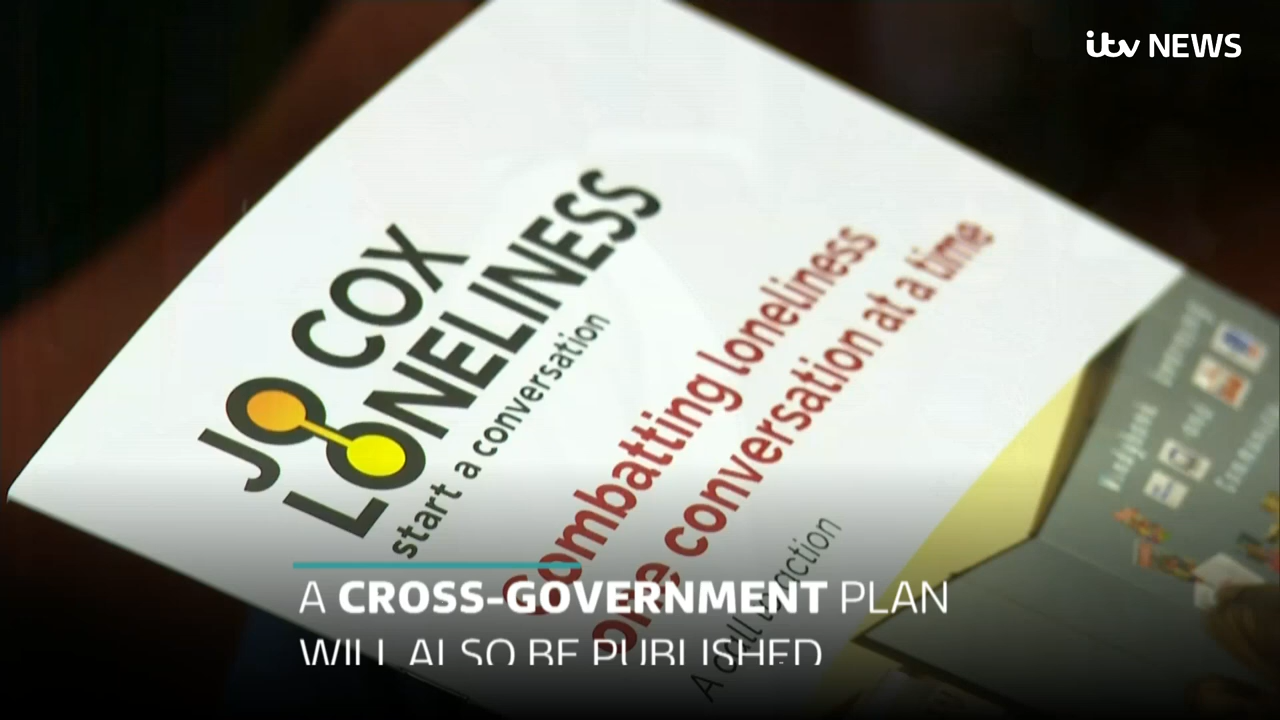 itv NEWS
JO COX
LONELINESS
start a conversation
Combatting loneliness
one conversation at a time
A call to action
A CROSS-GOVERNMENT PLAN
WILL ALSO BE PUBLISHED